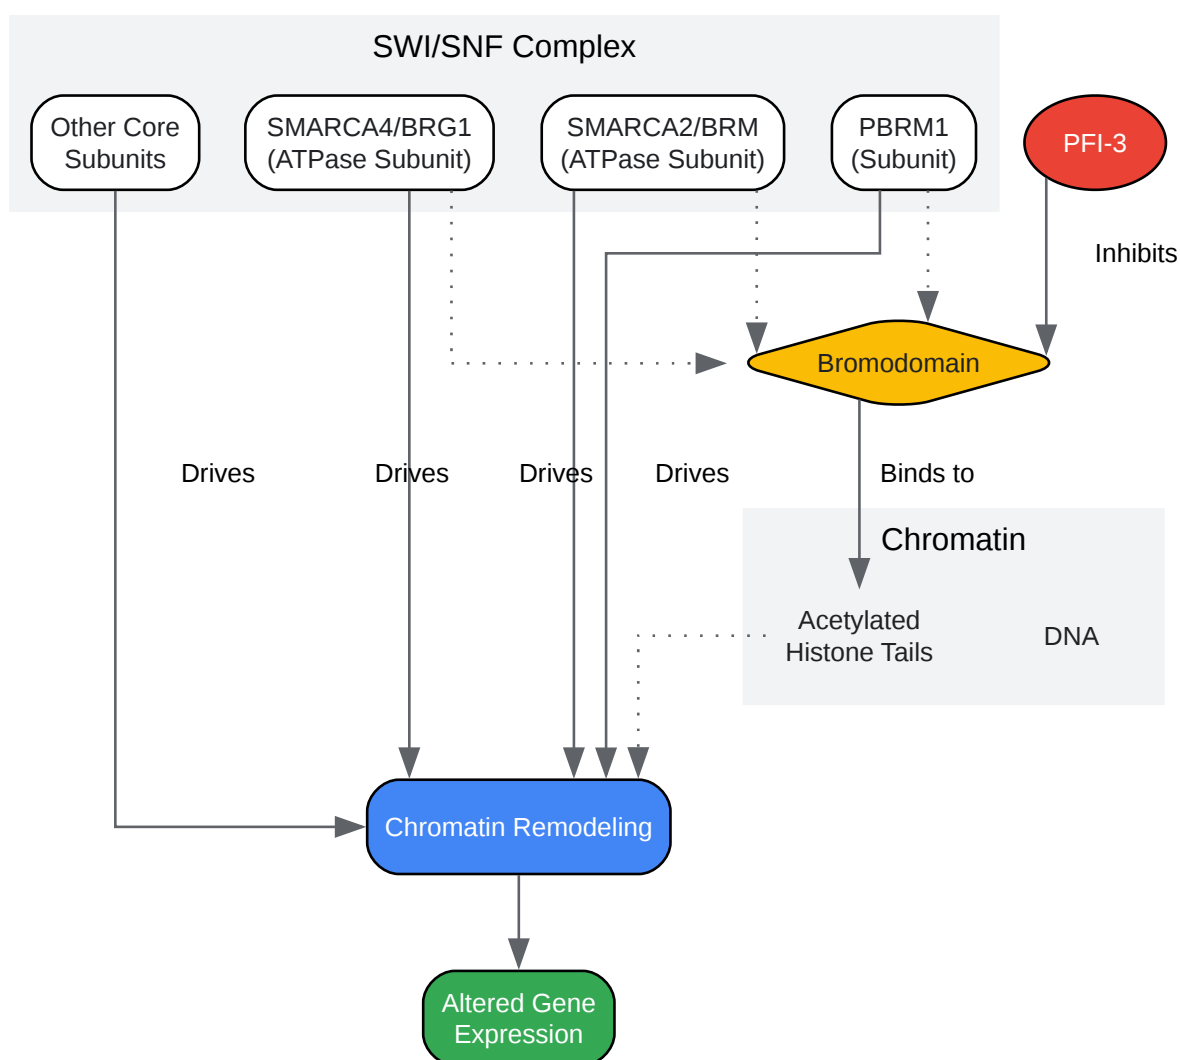 SWI/SNF Complex
Other Core
Subunits
SMARCA4/BRG1
(ATPase Subunit)
SMARCA2/BRM
(ATPase Subunit)
PBRM1
(Subunit)
PFI-3
Inhibits
Bromodomain
Drives
Drives
Drives
Drives
Binds to
Chromatin
Acetylated
Histone Tails
DNA
Chromatin Remodeling
Altered Gene
Expression